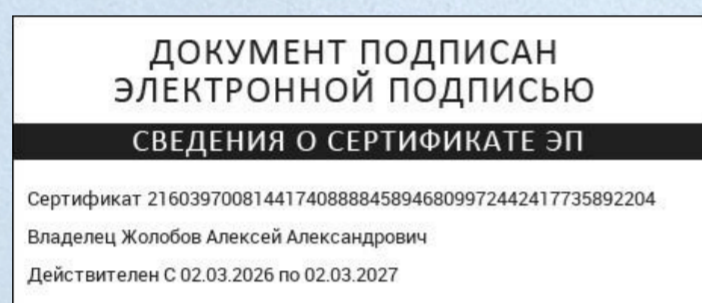 ДОКУМЕНТ ПОДПИСАН
ЭЛЕКТРОННОЙ ПОДПИСЬЮ
СВЕДЕНИЯ О СЕРТИФИКАТЕ ЭП
Сертификат 216039700814417408888458946809972442417735892204
Владелец Жолобов Алексей Александрович
Действителен С 02.03.2026 по 02.03.2027